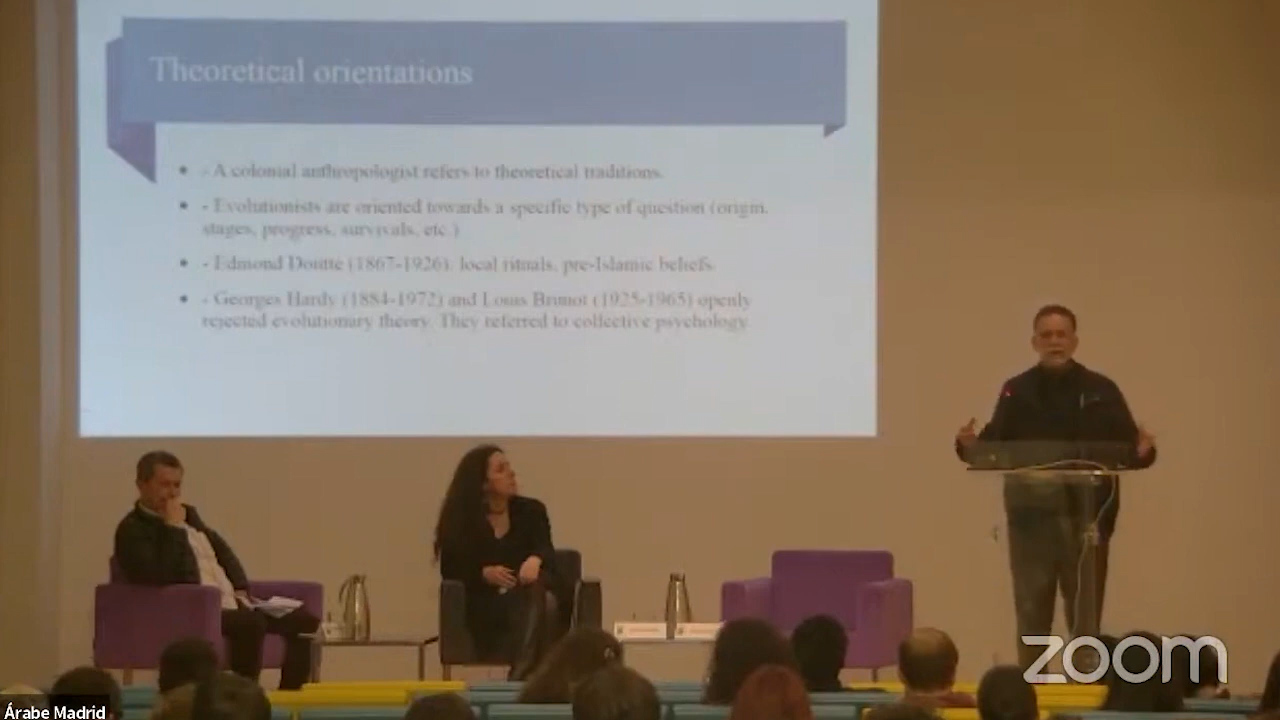 Theoretical orientations
- A colonial anthropologist refers to theoretical traditions.
- Evolutionists are oriented towards a specific type of question (origin,
stages, progress, survivals, etc.)
- Edmond Doutte (1867-1926): local rituals, pre-Islamic beliefs.
- Georges Hardy (1884-1972) and Louis Brunot (1925-1965) openly
rejected evolutionary theory. They referred to collective psychology.
zoom
Árabe Madrid